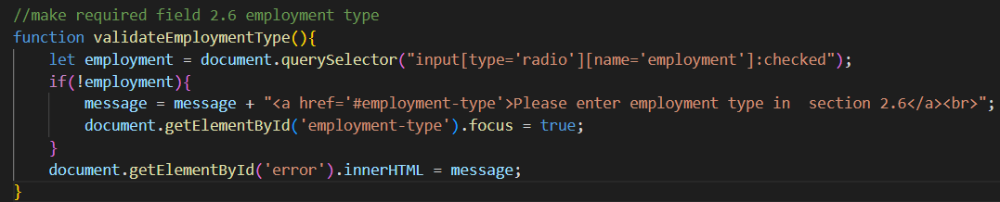 //make required field 2.6 employment type
function validateEmploymentType(){
    let employment = document.querySelector("input[type='radio'][name='employment']:checked");
    if(!employment){
        message = message + "<a href='#employment-type'>Please enter employment type in  section 2.6</a><br>";
        document.getElementById('employment-type').focus = true;
    }
    document.getElementById('error').innerHTML = message;
}